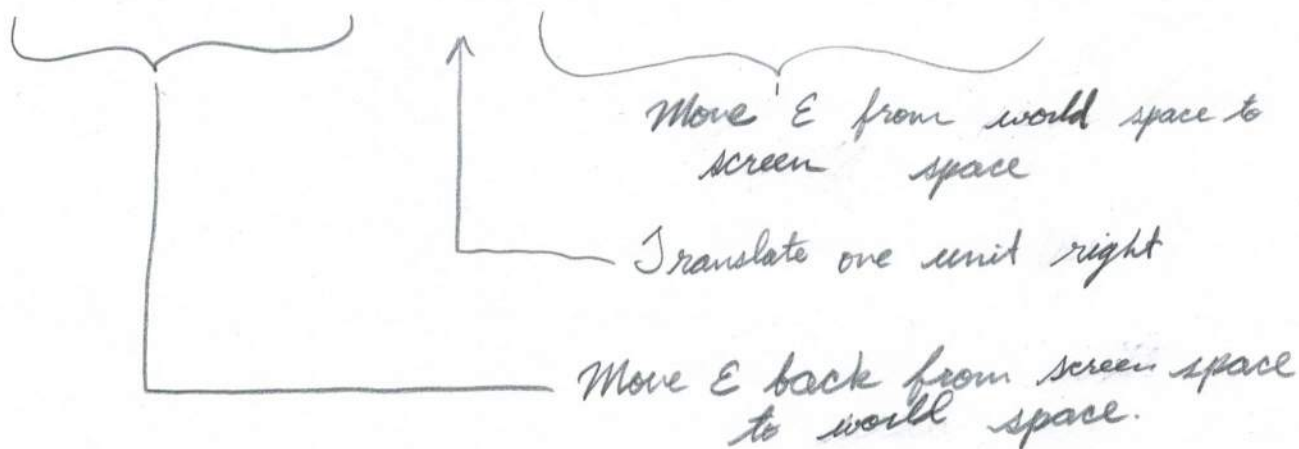 Move E from world space to
screen space
Translate one unit right
Move E back from screen space
to world space.